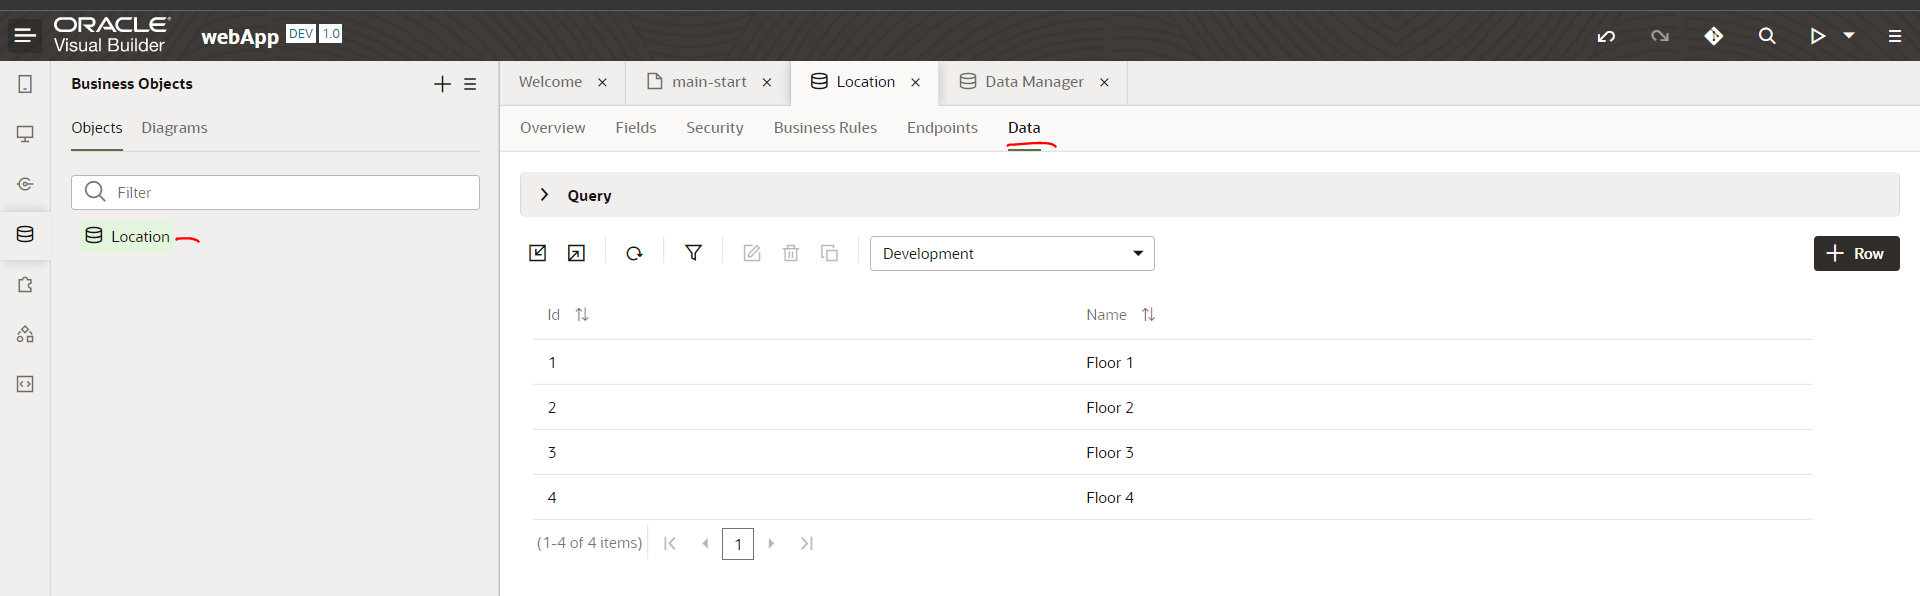 ORACLE
Visual Builder
webApp DEV 1.0
Business Objects
Objects Diagrams
Filter
Location
Welcome main-start Location Data Manager
Overview Fields Security Business Rules Endpoints Data
Query
Development
Row
Id Name
1 Floor 1
2 Floor 2
3 Floor 3
4 Floor 4
(1-4 of 4 items) 1